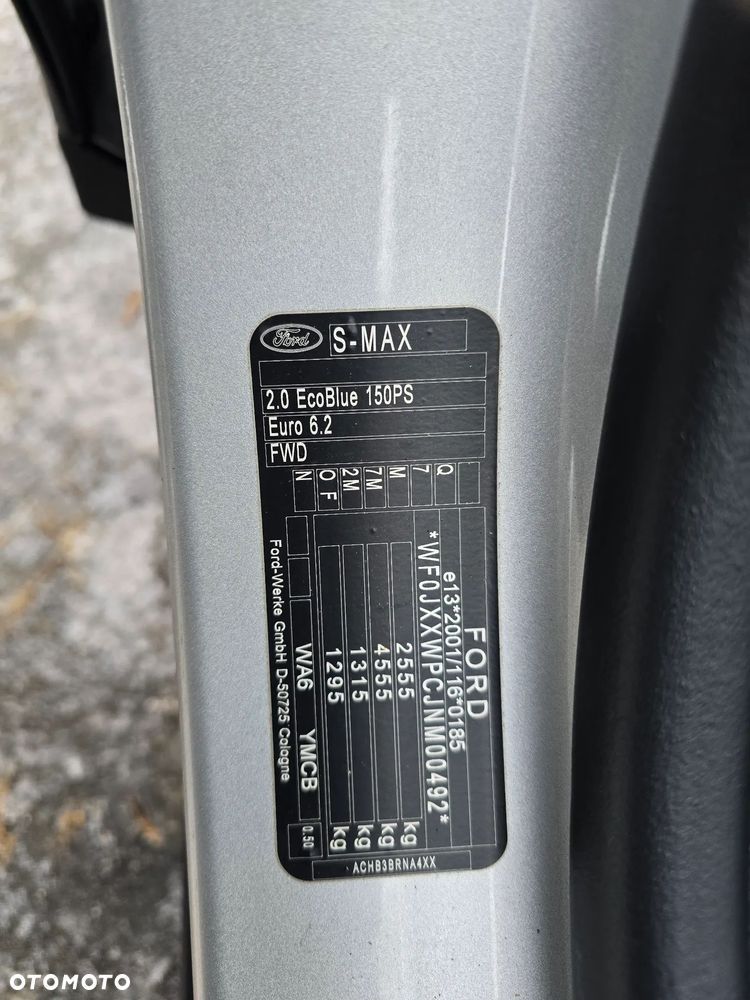 Ford
S-MAX
2.0 EcoBlue 150PS
Euro 6.2
FWD
N
O F
2M
7M
M
7
Q
FORD
e13*2001/116*0185
*WF0JXXWPCJNM00492*
2555 kg
4555 kg
1315 kg
1295 kg
WA6 YMCB 0.50
Ford-Werke GmbH D-50725 Cologne
ACHB3BRNA4XX
OTOMOTO